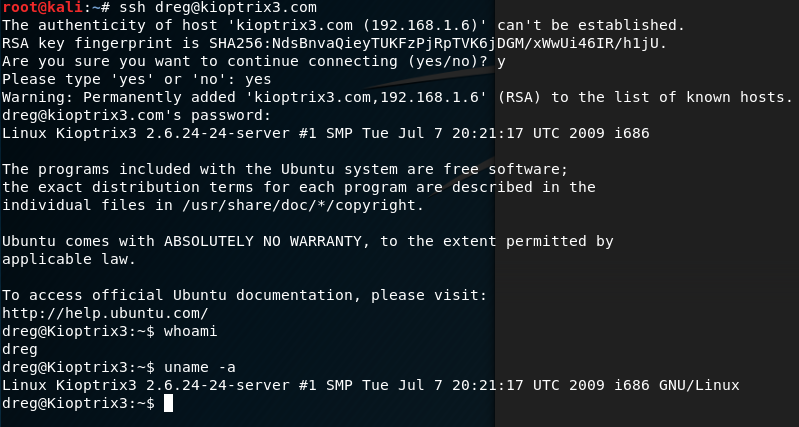 root@kali:~# ssh dreg@kioptrix3.com
The authenticity of host 'kioptrix3.com (192.168.1.6)' can't be established.
RSA key fingerprint is SHA256:NdsBnvaQieyTUKFzPjRpTVK6jDGM/xWwUi46IR/h1jU.
Are you sure you want to continue connecting (yes/no)? y
Please type 'yes' or 'no': yes
Warning: Permanently added 'kioptrix3.com,192.168.1.6' (RSA) to the list of known hosts.
dreg@kioptrix3.com's password:
Linux Kioptrix3 2.6.24-24-server #1 SMP Tue Jul 7 20:21:17 UTC 2009 i686
The programs included with the Ubuntu system are free software;
the exact distribution terms for each program are described in the
individual files in /usr/share/doc/*/copyright.
Ubuntu comes with ABSOLUTELY NO WARRANTY, to the extent permitted by
applicable law.
To access official Ubuntu documentation, please visit:
http://help.ubuntu.com/
dreg@Kioptrix3:~$ whoami
dreg
dreg@Kioptrix3:~$ uname -a
Linux Kioptrix3 2.6.24-24-server #1 SMP Tue Jul 7 20:21:17 UTC 2009 i686 GNU/Linux
dreg@Kioptrix3:~$